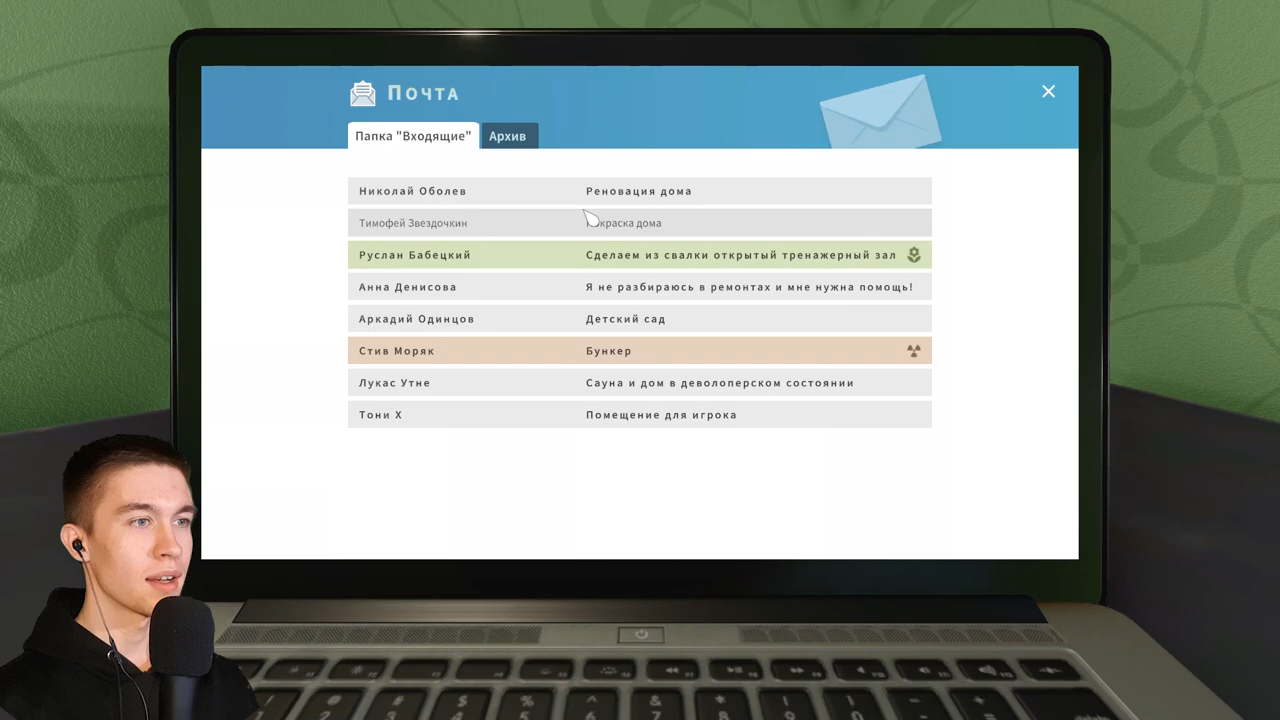 Почта
Папка "Входящие" Архив
Николай Оболев Реновация дома
Тимофей Звездочкин дома
Руслан Бабецкий Сделаем из свалки открытый тренажерный зал
Анна Денисова Я не разбираюсь в ремонтах и мне нужна помощь!
Аркадий Одинцов Детский сад
Стив Моряк Бункер
Лукас Утне Сауна и дом в деволоперском состоянии
Тони X Помещение для игрока